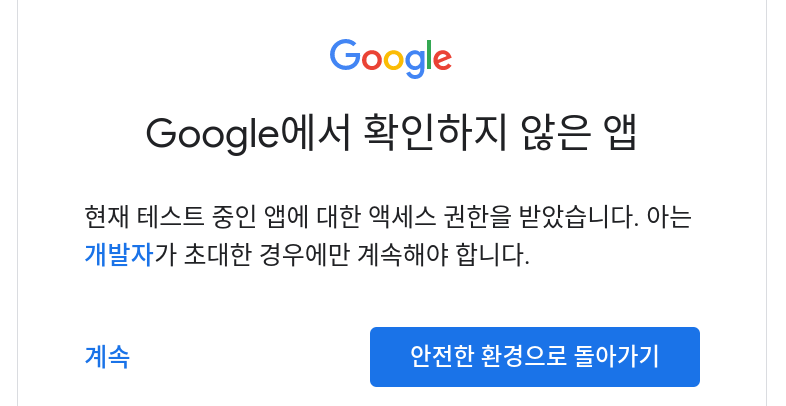 Google
Google에서 확인하지 않은 앱
현재 테스트 중인 앱에 대한 액세스 권한을 받았습니다. 아는
개발자가 초대한 경우에만 계속해야 합니다.
계속
안전한 환경으로 돌아가기